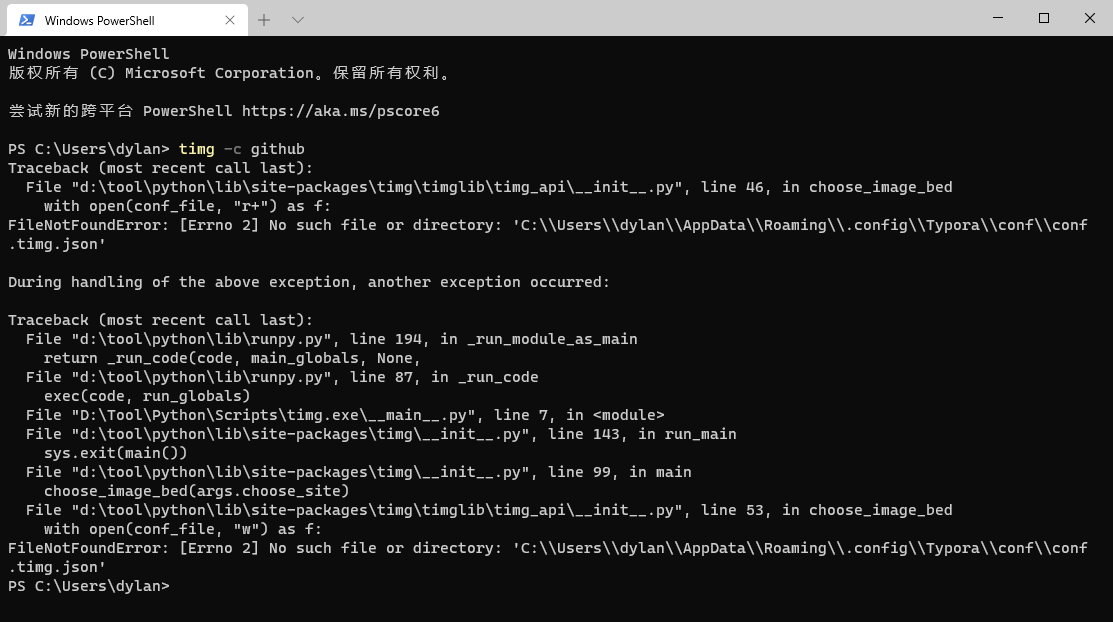 Windows PowerShell
Windows PowerShell
版权所有 (C) Microsoft Corporation。保留所有权利。
尝试新的跨平台 PowerShell https://aka.ms/pscore6
PS C:\Users\dylan> timg -c github
Traceback (most recent call last):
  File "d:\tool\python\lib\site-packages\timg\timglib\timg_api\__init__.py", line 46, in choose_image_bed
    with open(conf_file, "r+") as f:
FileNotFoundError: [Errno 2] No such file or directory: 'C:\\Users\\dylan\\AppData\\Roaming\\.config\\Typora\\conf\\conf
.timg.json'
During handling of the above exception, another exception occurred:
Traceback (most recent call last):
  File "d:\tool\python\lib\runpy.py", line 194, in _run_module_as_main
    return _run_code(code, main_globals, None,
  File "d:\tool\python\lib\runpy.py", line 87, in _run_code
    exec(code, run_globals)
  File "D:\Tool\Python\Scripts\timg.exe\__main__.py", line 7, in <module>
  File "d:\tool\python\lib\site-packages\timg\__init__.py", line 143, in run_main
    sys.exit(main())
  File "d:\tool\python\lib\site-packages\timg\__init__.py", line 99, in main
    choose_image_bed(args.choose_site)
  File "d:\tool\python\lib\site-packages\timg\timglib\timg_api\__init__.py", line 53, in choose_image_bed
    with open(conf_file, "w") as f:
FileNotFoundError: [Errno 2] No such file or directory: 'C:\\Users\\dylan\\AppData\\Roaming\\.config\\Typora\\conf\\conf
.timg.json'
PS C:\Users\dylan>